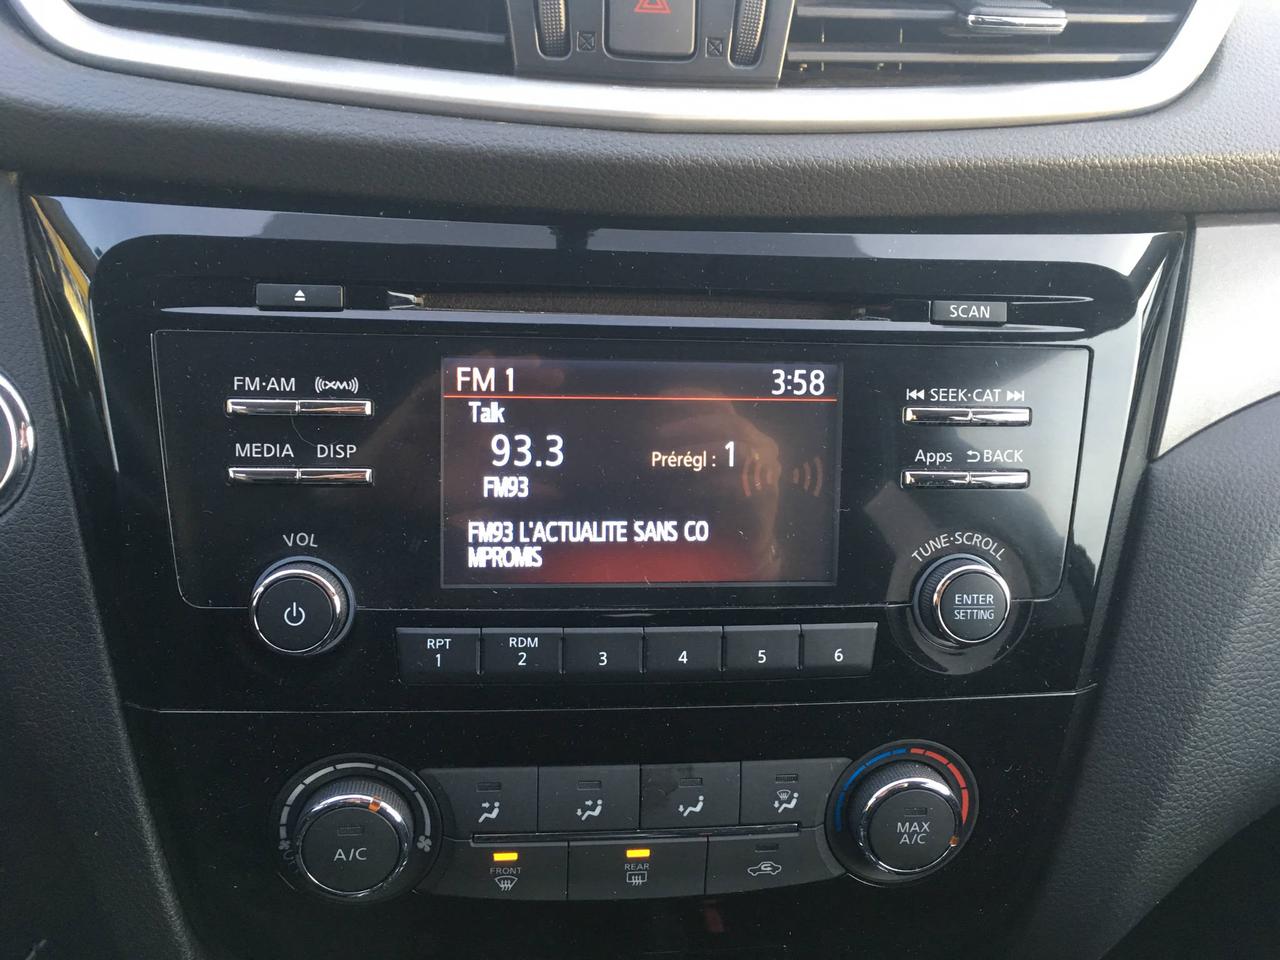 SCAN
FM·AM ((XM))
MEDIA DISP
VOL
FM 1 3:58
Talk
93.3 Prérégl : 1
FM93
FM93 L'ACTUALITE SANS CO
MPROMIS
SEEK·CAT
Apps BACK
TUNE·SCROLL
ENTER
SETTING
RPT RDM
1 2 3 4 5 6
A/C
FRONT REAR
MAX
A/C